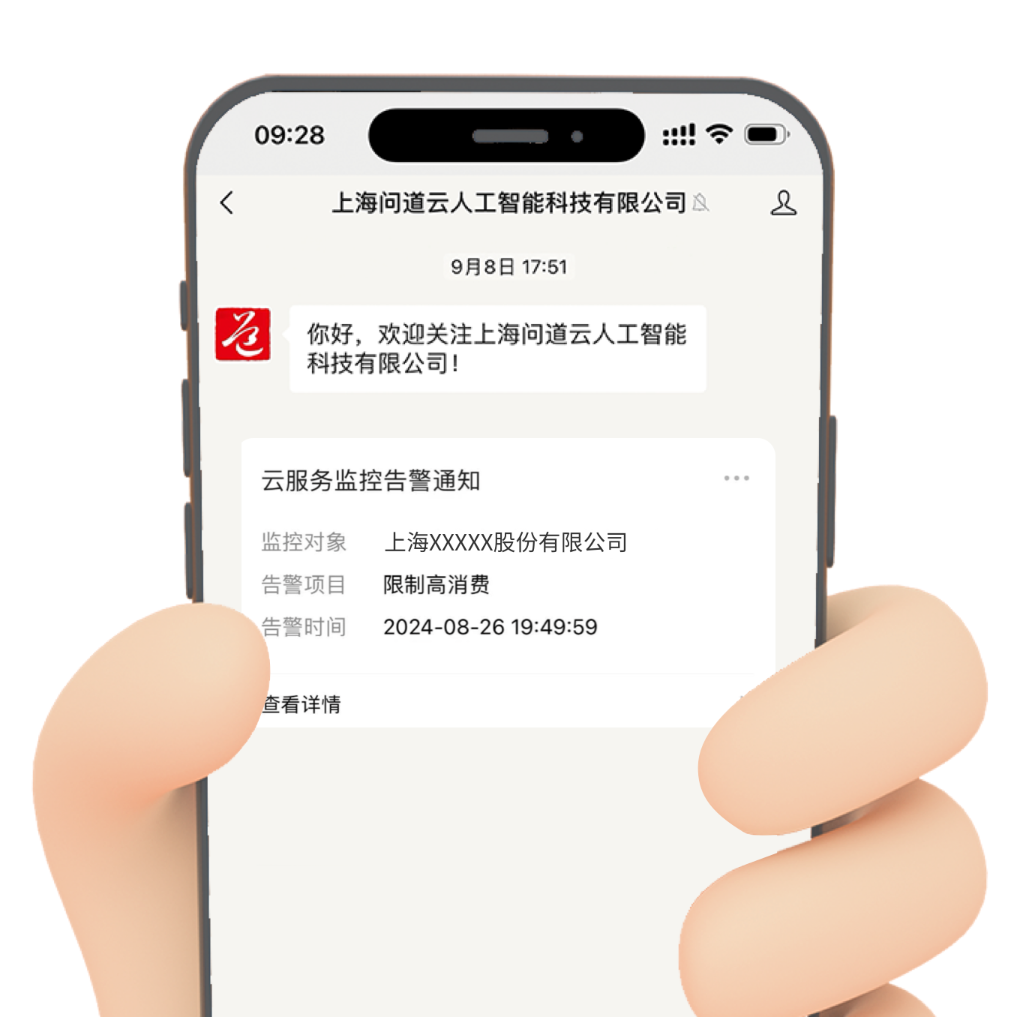 09:28
上海问道云人工智能科技有限公司
9月8日 17:51
道
你好，欢迎关注上海问道云人工智能
科技有限公司！
云服务监控告警通知
监控对象 上海XXXXX股份有限公司
告警项目 限制高消费
告警时间 2024-08-26 19:49:59
查看详情